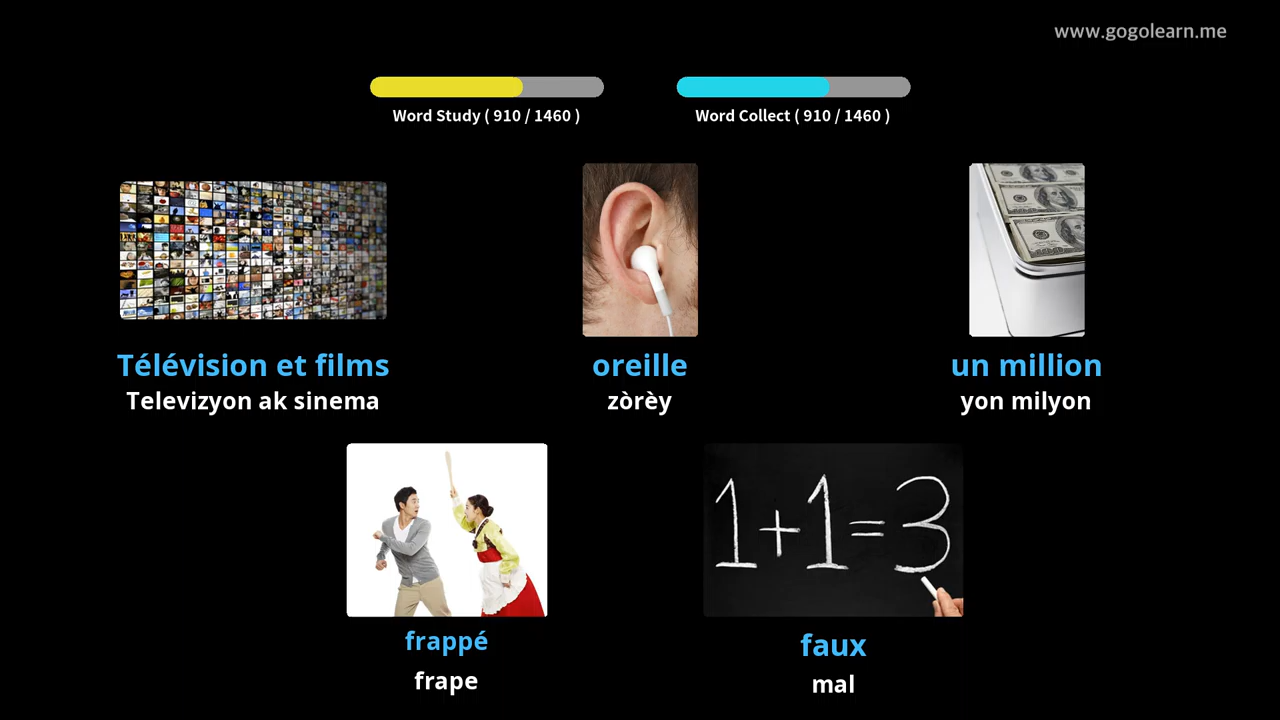 www.gogolearn.me
Word Study ( 910 / 1460 )
Word Collect ( 910 / 1460 )
Télévision et films
Televizyon ak sinema
oreille
zòrèy
un million
yon milyon
1+1=3
frappé
frape
faux
mal